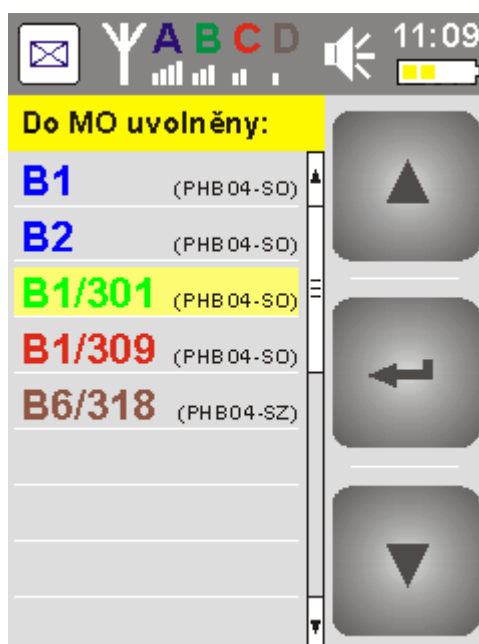 A B C D 11:09
Do MO uvolněny:
B1 (PHB04-SO)
B2 (PHB04-SO)
B1/301 (PHB04-SO)
B1/309 (PHB04-SO)
B6/318 (PHB04-SZ)